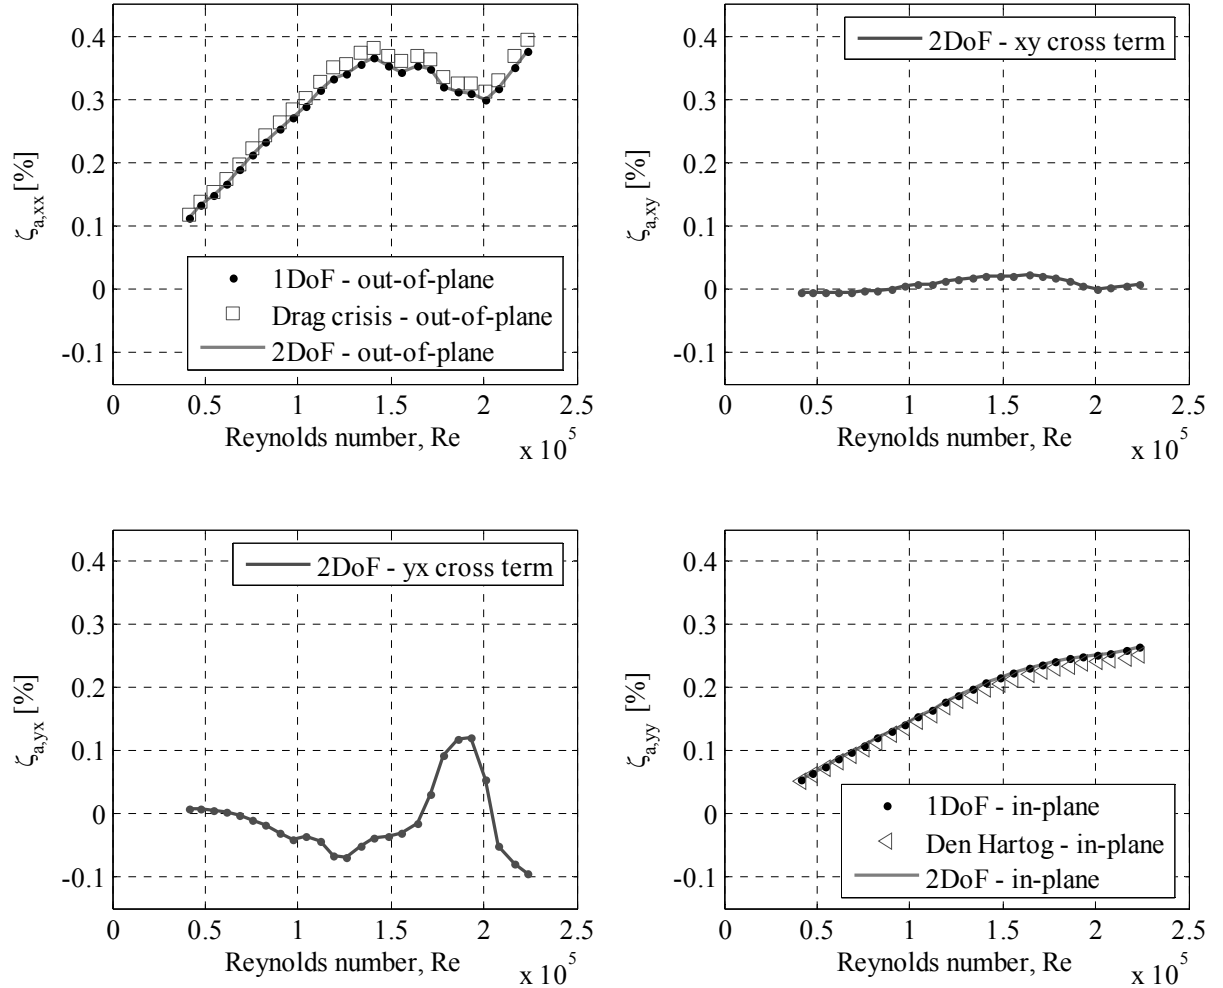 0.4
0.3
0.2
0.1
0
-0.1
ζa,xx [%]
1DoF - out-of-plane
Drag crisis - out-of-plane
2DoF - out-of-plane
0 0.5 1 1.5 2 2.5
Reynolds number, Re
x 10^5
0.4
0.3
0.2
0.1
0
-0.1
ζa,xy [%]
2DoF - xy cross term
0 0.5 1 1.5 2 2.5
Reynolds number, Re
x 10^5
0.4
0.3
0.2
0.1
0
-0.1
ζa,yx [%]
2DoF - yx cross term
0 0.5 1 1.5 2 2.5
Reynolds number, Re
x 10^5
0.4
0.3
0.2
0.1
0
-0.1
ζa,yy [%]
1DoF - in-plane
Den Hartog - in-plane
2DoF - in-plane
0 0.5 1 1.5 2 2.5
Reynolds number, Re
x 10^5